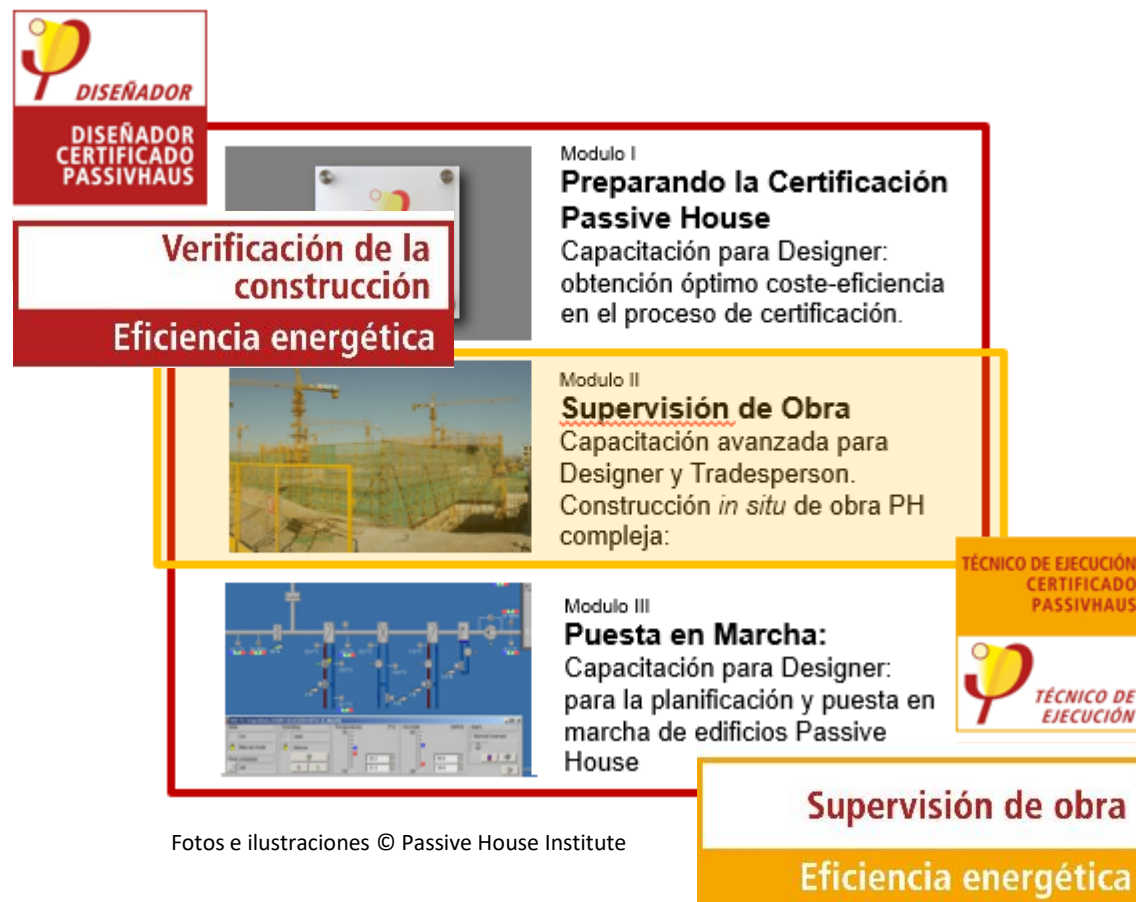 DISEÑADOR
DISEÑADOR
CERTIFICADO
PASSIVHAUS
Verificación de la
construcción
Eficiencia energética
Modulo I
Preparando la Certificación
Passive House
Capacitación para Designer:
obtención óptimo coste-eficiencia
en el proceso de certificación.
Modulo II
Supervisión de Obra
Capacitación avanzada para
Designer y Tradesperson.
Construcción in situ de obra PH
compleja:
Modulo III
Puesta en Marcha:
Capacitación para Designer:
para la planificación y puesta en
marcha de edificios Passive
House
TÉCNICO DE EJECUCIÓN
CERTIFICADO
PASSIVHAUS
TÉCNICO DE
EJECUCIÓN
Supervisión de obra
Eficiencia energética
Fotos e ilustraciones © Passive House Institute